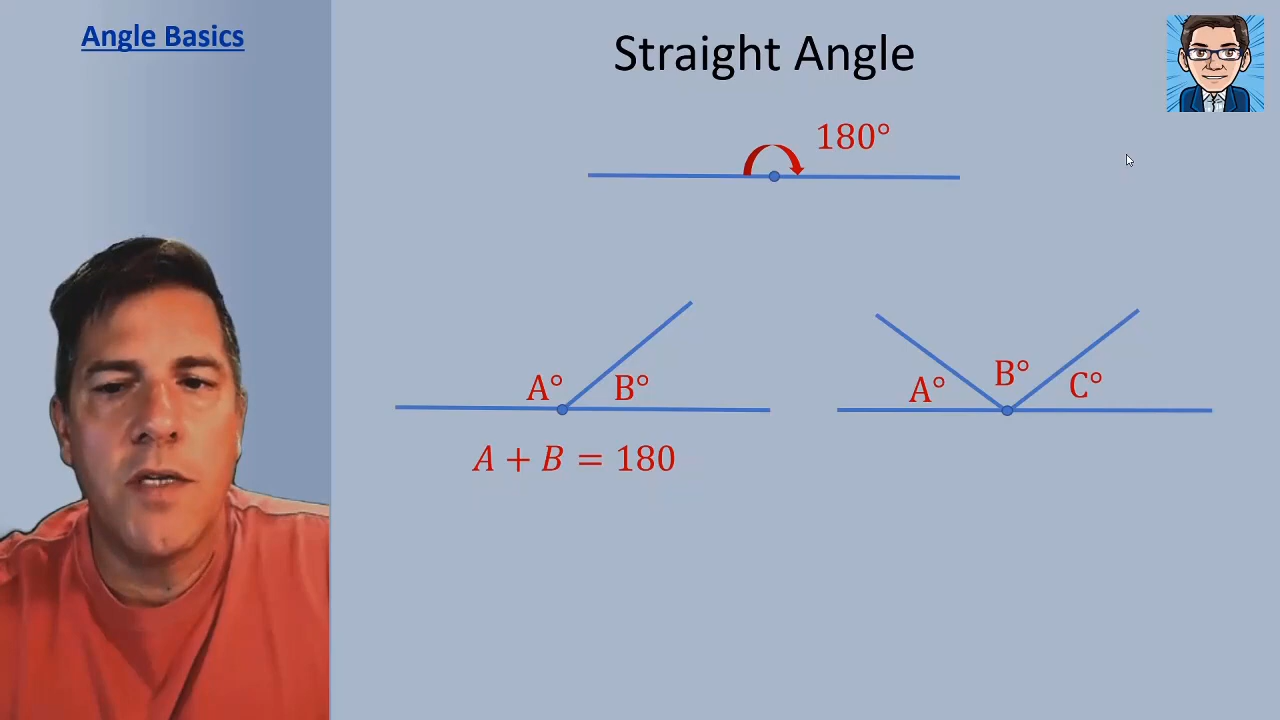 Angle Basics
Straight Angle
180°
A° B°
A + B = 180
A° B° C°